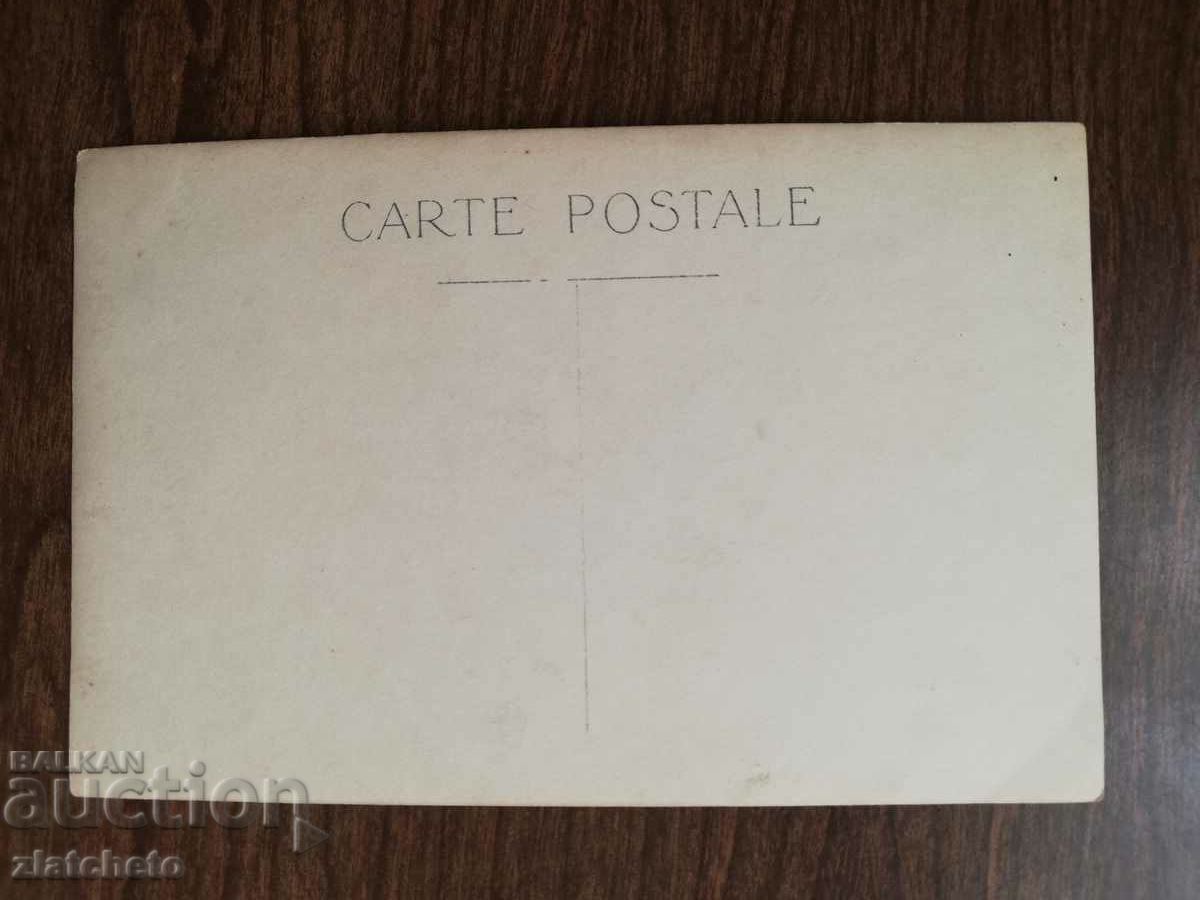 CARTE POSTALE
BALKAN
auction
zlatcheto